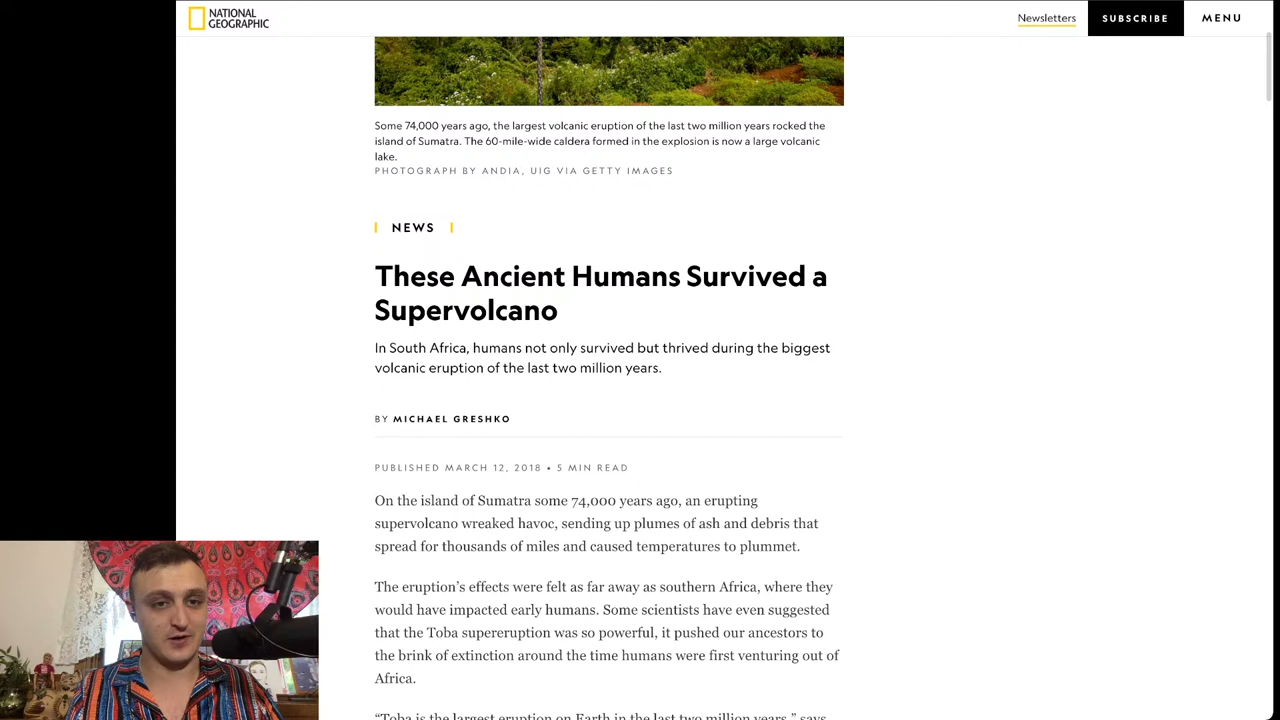 NATIONAL
GEOGRAPHIC
Newsletters
SUBSCRIBE
MENU
Some 74,000 years ago, the largest volcanic eruption of the last two million years rocked the
island of Sumatra. The 60-mile-wide caldera formed in the explosion is now a large volcanic
lake.
PHOTOGRAPH BY ANDIA, UIG VIA GETTY IMAGES
NEWS
These Ancient Humans Survived a
Supervolcano
In South Africa, humans not only survived but thrived during the biggest
volcanic eruption of the last two million years.
BY MICHAEL GRESHKO
PUBLISHED MARCH 12, 2018 • 5 MIN READ
On the island of Sumatra some 74,000 years ago, an erupting
supervolcano wreaked havoc, sending up plumes of ash and debris that
spread for thousands of miles and caused temperatures to plummet.
The eruption’s effects were felt as far away as southern Africa, where they
would have impacted early humans. Some scientists have even suggested
that the Toba supereruption was so powerful, it pushed our ancestors to
the brink of extinction around the time humans were first venturing out of
Africa.
“Toba is the largest eruption on Earth in the last two million years,” says